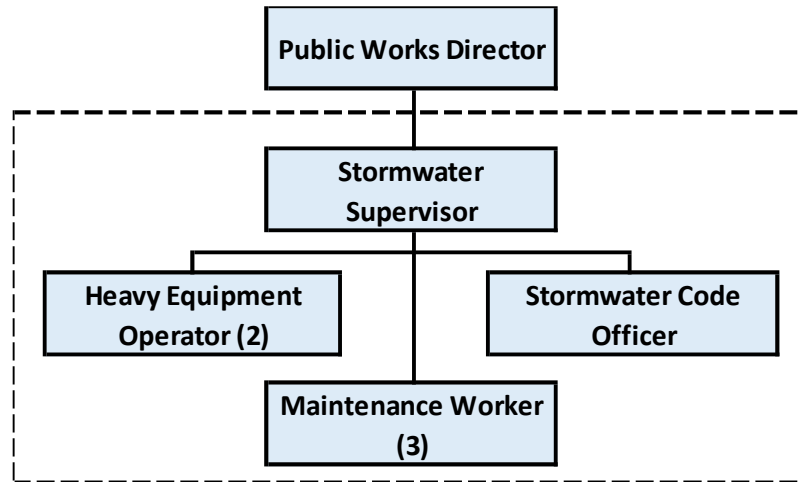 Public Works Director
Stormwater
Supervisor
Heavy Equipment
Operator (2)
Stormwater Code
Officer
Maintenance Worker
(3)